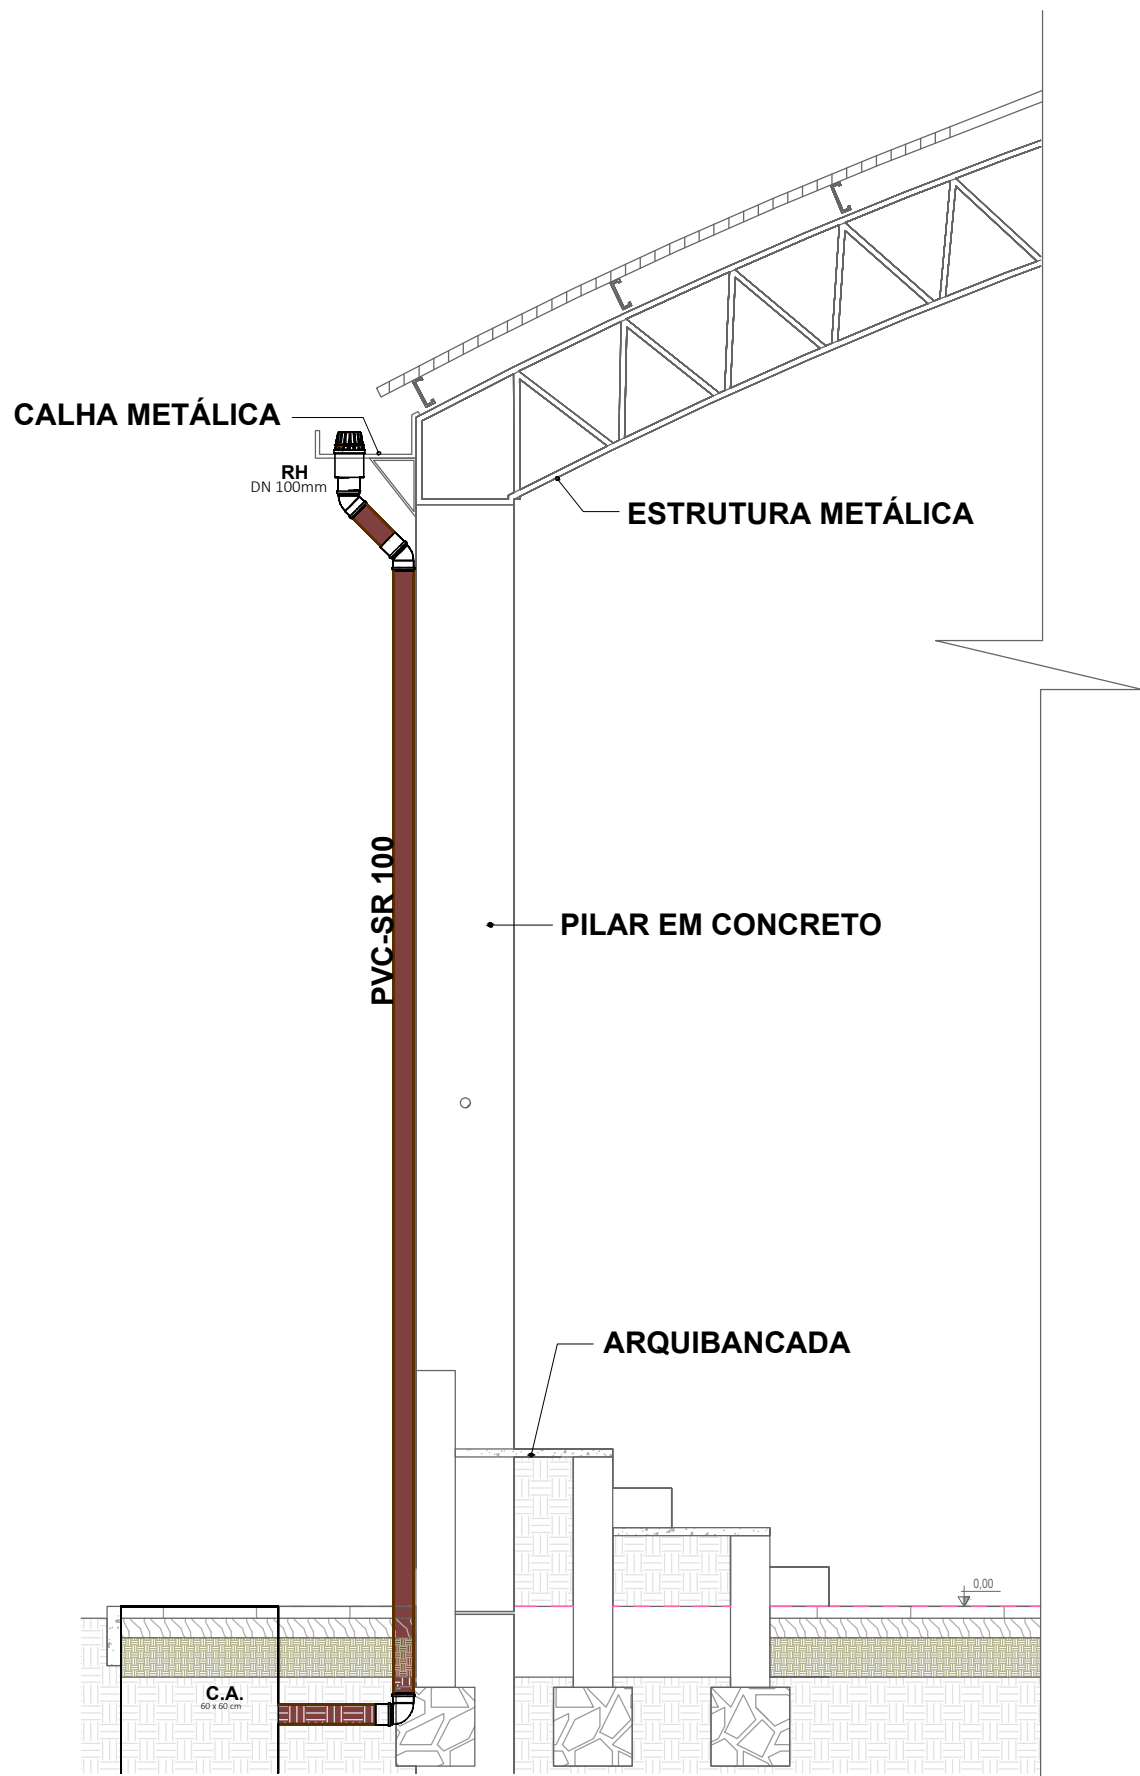 CALHA METÁLICA
RH
DN 100mm
ESTRUTURA METÁLICA
PVC-SR 100
PILAR EM CONCRETO
ARQUIBANCADA
0,00
C.A.
60 x 60 cm